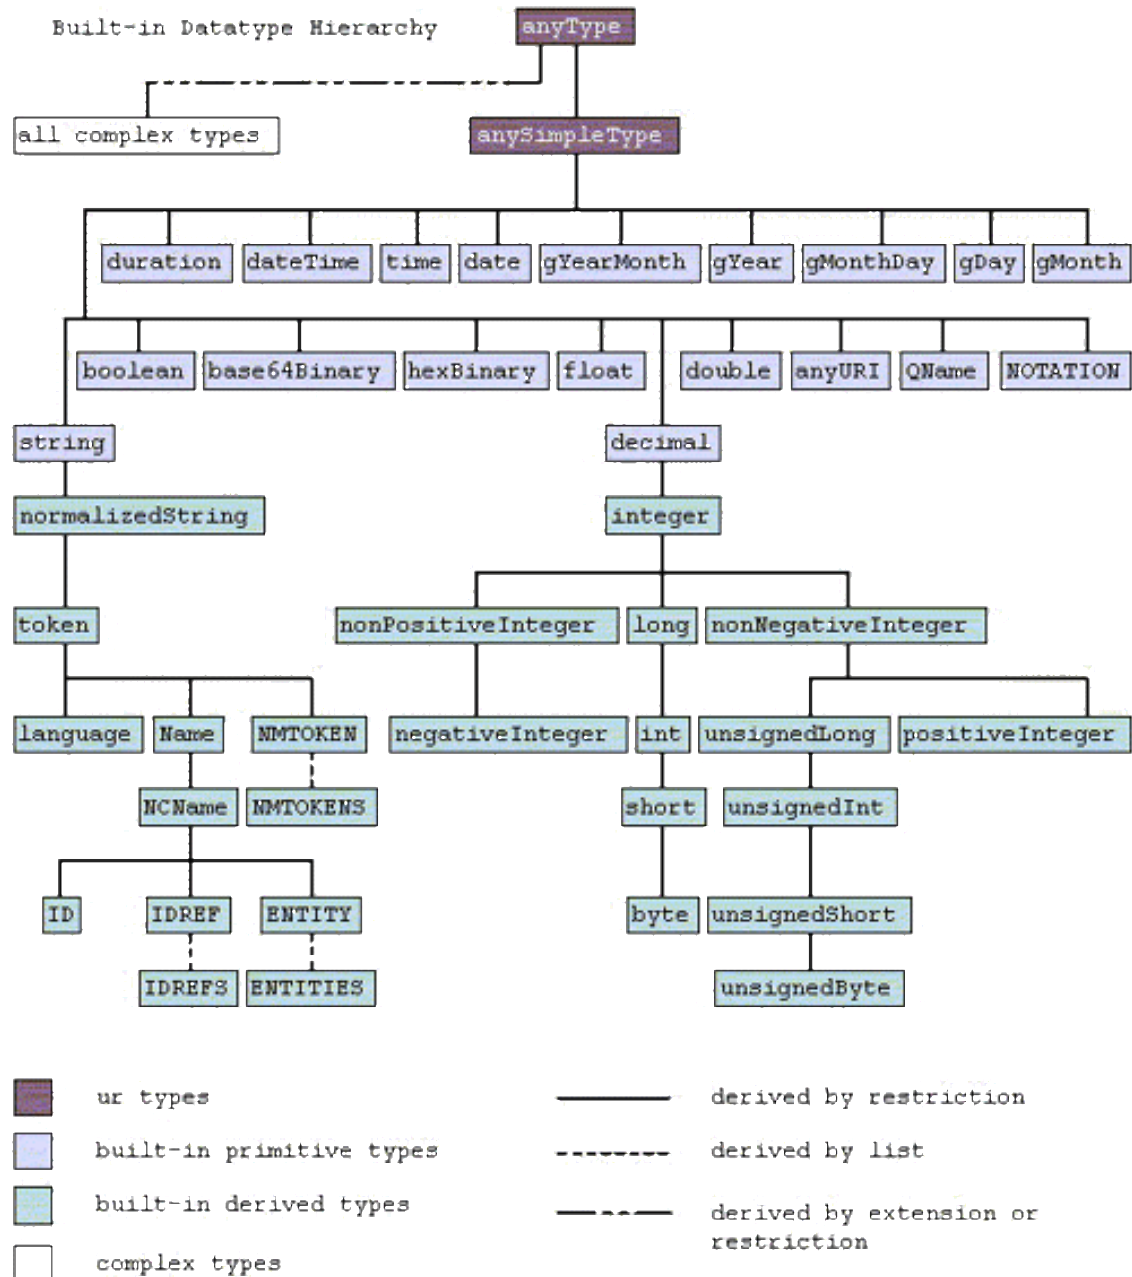 Built-in Datatype Hierarchy
anyType
all complex types
anySimpleType
duration dateTime time date gYearMonth gYear gMonthDay gDay gMonth
boolean base64Binary hexBinary float double anyURI QName NOTATION
string decimal
normalizedString integer
token nonPositiveInteger long nonNegativeInteger
language Name NMTOKEN negativeInteger int unsignedLong positiveInteger
NCName NMTOKENS short unsignedInt
ID IDREF ENTITY byte unsignedShort
IDREFS ENTITIES unsignedByte
ur types derived by restriction
built-in primitive types derived by list
built-in derived types derived by extension or
restriction
complex types